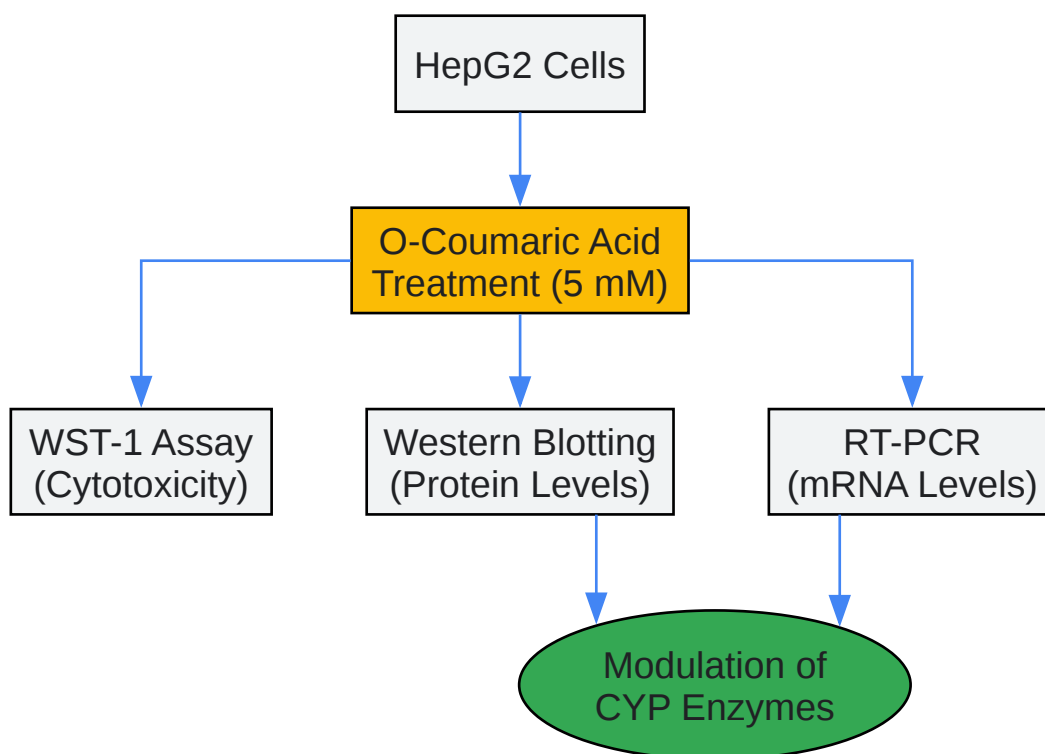 HepG2 Cells
O-Coumaric Acid
Treatment (5 mM)
WST-1 Assay
(Cytotoxicity)
Western Blotting
(Protein Levels)
RT-PCR
(mRNA Levels)
Modulation of
CYP Enzymes